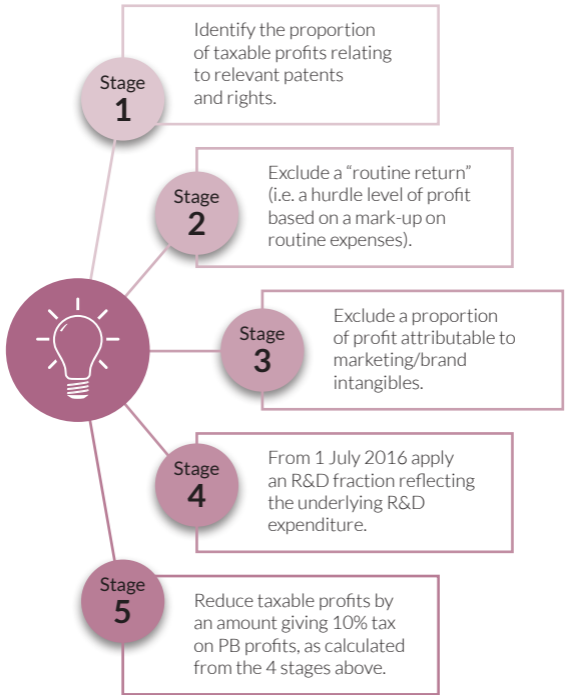 Stage
1
Identify the proportion
of taxable profits relating
to relevant patents
and rights.
Stage
2
Exclude a “routine return”
(i.e. a hurdle level of profit
based on a mark-up on
routine expenses).
Stage
3
Exclude a proportion
of profit attributable to
marketing/brand
intangibles.
Stage
4
From 1 July 2016 apply
an R&D fraction reflecting
the underlying R&D
expenditure.
Stage
5
Reduce taxable profits by
an amount giving 10% tax
on PB profits, as calculated
from the 4 stages above.